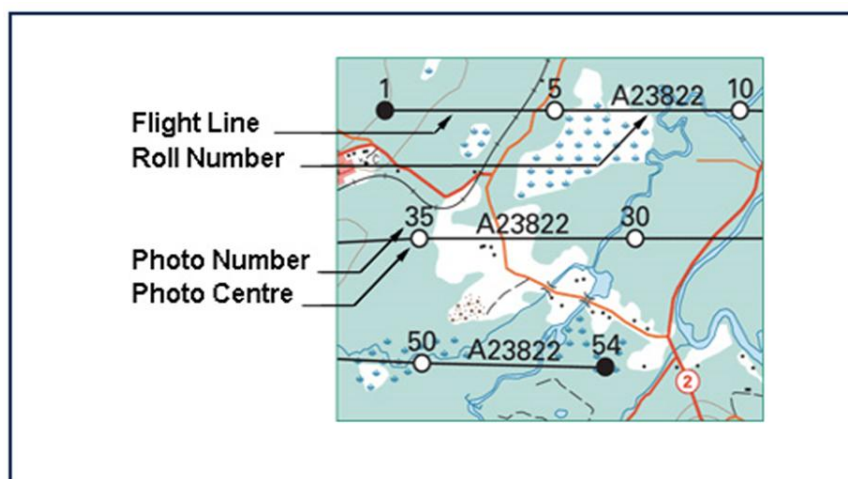 1 5 A23822 10
Flight Line
Roll Number
35 A23822 30
Photo Number
Photo Centre
50 A23822 54
2